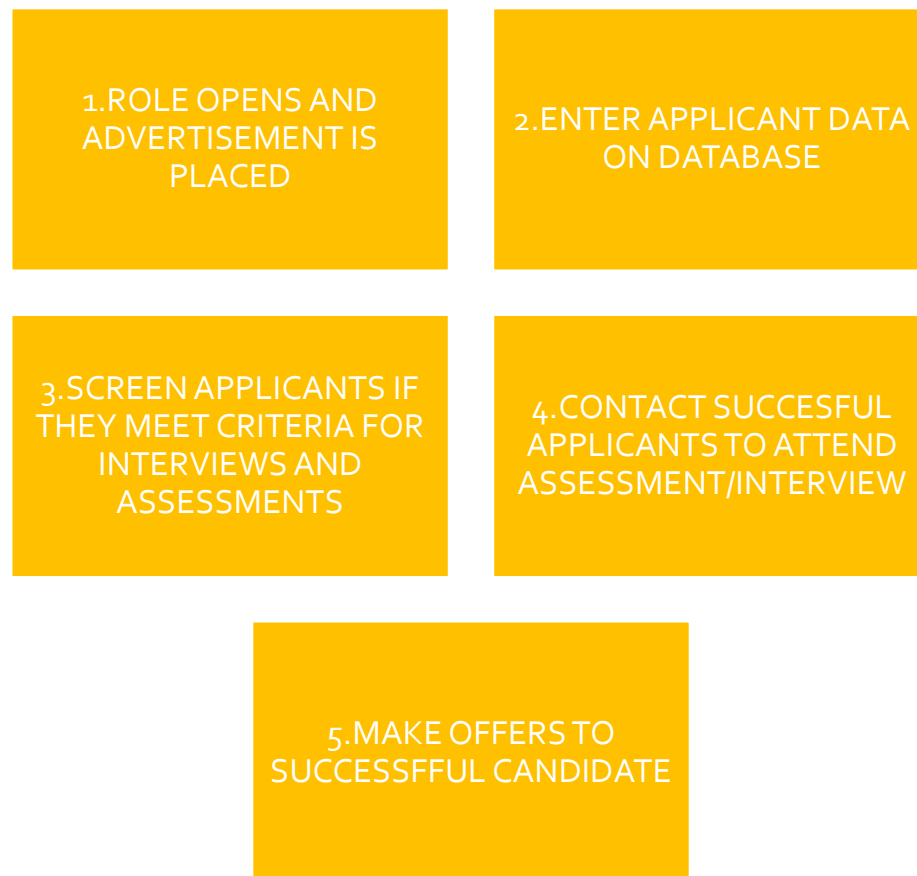 1.ROLE OPENS AND
ADVERTISEMENT IS
PLACED
2.ENTER APPLICANT DATA
ON DATABASE
3.SCREEN APPLICANTS IF
THEY MEET CRITERIA FOR
INTERVIEWS AND
ASSESSMENTS
4.CONTACT SUCCESFUL
APPLICANTS TO ATTEND
ASSESSMENT/INTERVIEW
5.MAKE OFFERS TO
SUCCESSFFUL CANDIDATE